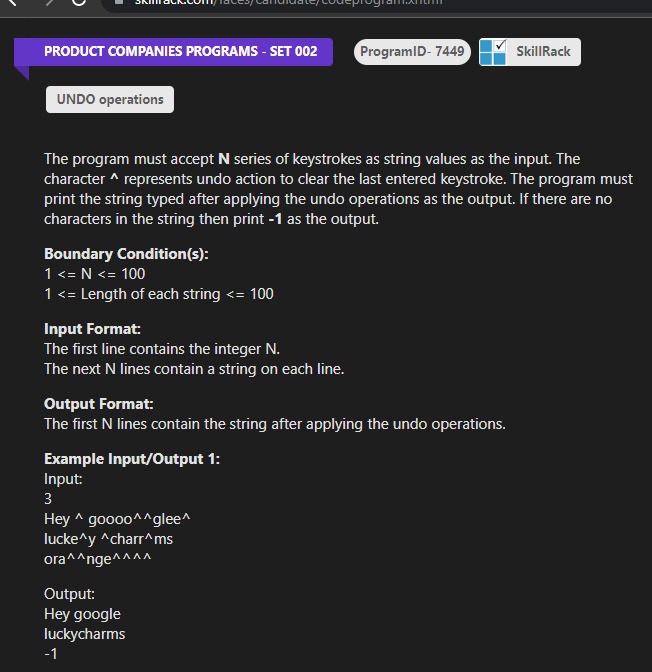 skillrack.com/faces/candidate/codeprogram.xhtml
PRODUCT COMPANIES PROGRAMS - SET 002
ProgramID- 7449
SkillRack
UNDO operations
The program must accept N series of keystrokes as string values as the input. The
character ^ represents undo action to clear the last entered keystroke. The program must
print the string typed after applying the undo operations as the output. If there are no
characters in the string then print -1 as the output.
Boundary Condition(s):
1 <= N <= 100
1 <= Length of each string <= 100
Input Format:
The first line contains the integer N.
The next N lines contain a string on each line.
Output Format:
The first N lines contain the string after applying the undo operations.
Example Input/Output 1:
Input:
3
Hey ^ goooo^^glee^
lucke^y ^charr^ms
ora^^nge^^^^
Output:
Hey google
luckycharms
-1